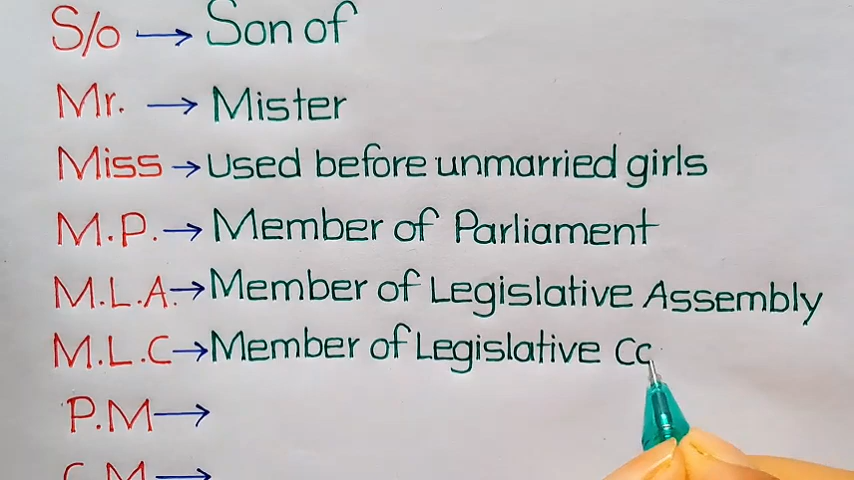 S/o → Son of
Mr. → Mister
Miss → Used before unmarried girls
M.P. → Member of Parliament
M.L.A. → Member of Legislative Assembly
M.L.C → Member of Legislative Co
P.M →
C.M →